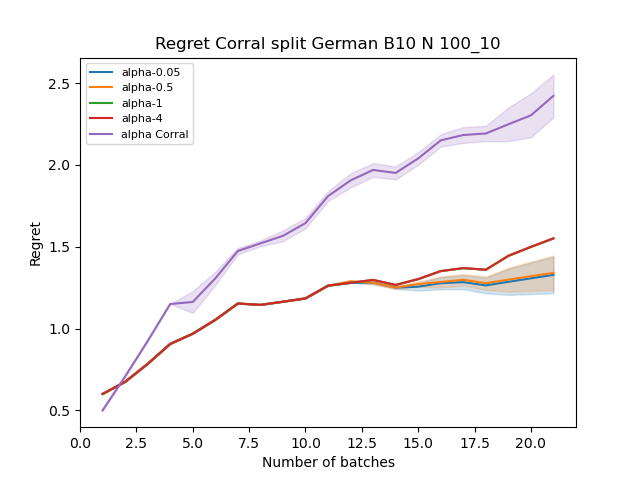 Regret Corral split German B10 N 100_10
alpha-0.05
alpha-0.5
alpha-1
alpha-4
alpha Corral
Regret
2.5
2.0
1.5
1.0
0.5
0.0 2.5 5.0 7.5 10.0 12.5 15.0 17.5 20.0
Number of batches